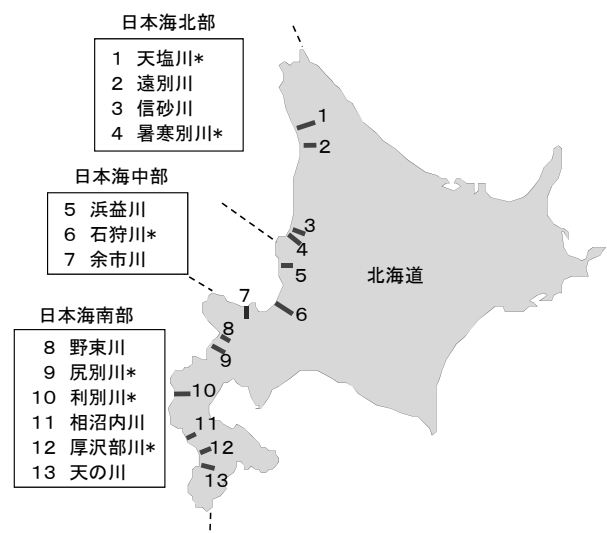 日本海北部
1 天塩川*
2 遠別川
3 信砂川
4 暑寒別川*
日本海中部
5 浜益川
6 石狩川*
7 余市川
日本海南部
8 野束川
9 尻別川*
10 利別川*
11 相沼内川
12 厚沢部川*
13 天の川
北海道
1
2
3
4
5
6
7
8
9
10
11
12
13